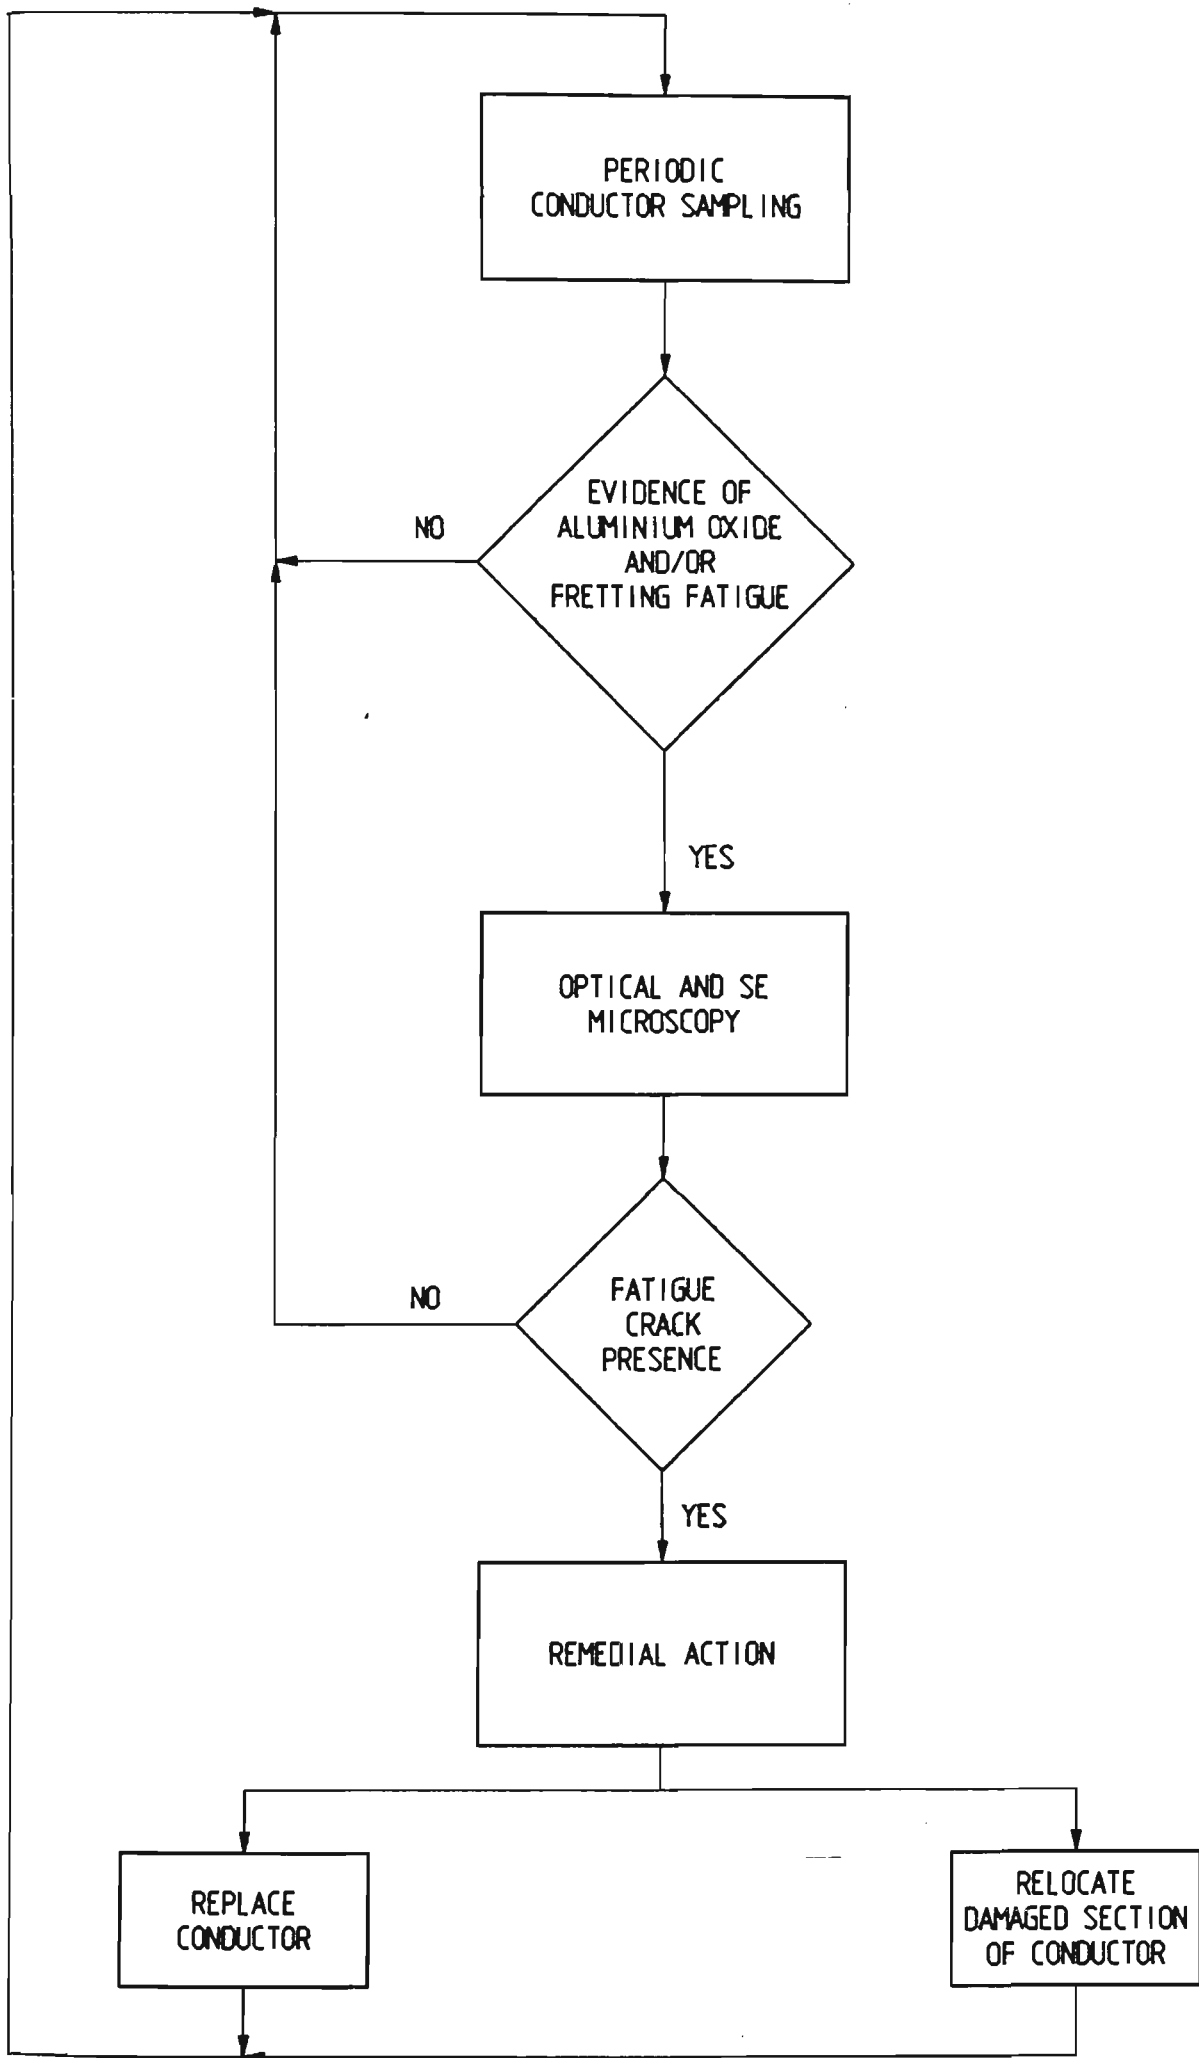 PERIODIC
CONDUCTOR SAMPLING
EVIDENCE OF
ALUMINIUM OXIDE
AND/OR
FRETTING FATIGUE
NO
YES
OPTICAL AND SE
MICROSCOPY
FATIGUE
CRACK
PRESENCE
NO
YES
REMEDIAL ACTION
REPLACE
CONDUCTOR
RELOCATE
DAMAGED SECTION
OF CONDUCTOR